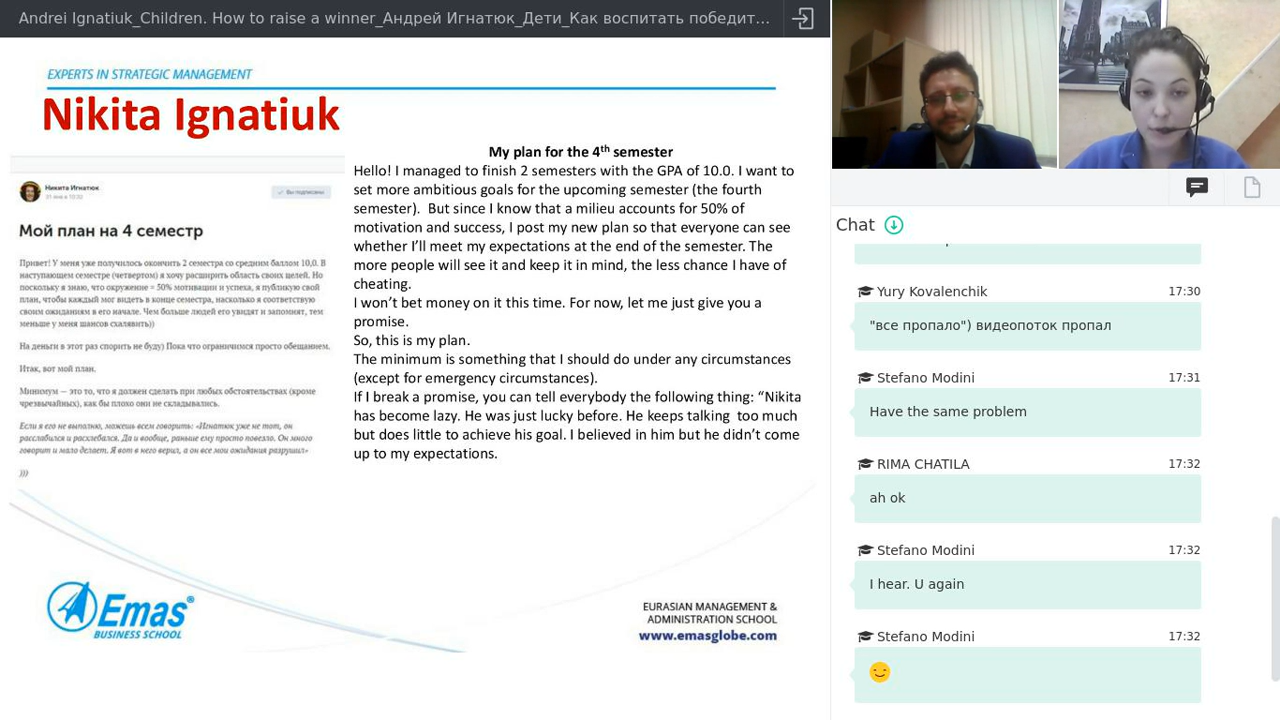 Andrei Ignatiuk_Children. How to raise a winner_Андрей Игнатюк_Дети_Как воспитать победит...
EXPERTS IN STRATEGIC MANAGEMENT
Nikita Ignatiuk
Никита Игнатюк
31 янв в 12:32
Вы подписаны
Мой план на 4 семестр
Привет! У меня уже получилось окончить 2 семестра со средним баллом 10,0. В
наступающем семестре (четвертом) я хочу расширить область своих целей. Но
поскольку я знаю, что окружение = 50% мотивации и успеха, я публикую свой
план, чтобы каждый мог видеть в конце семестра, насколько я соответствую
своим ожиданиям в его начале. Чем больше людей его увидят и запомнят, тем
меньше у меня шансов схалявить))
На деньги в этот раз спорить не буду) Пока что ограничимся просто обещанием.
Итак, вот мой план.
Минимум — это то, что я должен сделать при любых обстоятельствах (кроме
чрезвычайных), как бы плохо они не складывались.
Если я его не выполню, можешь всем говорить: «Игнатюк уже не тот, он
расслабился и расхлебался. Да и вообще, раньше ему просто повезло. Он много
говорит и мало делает. Я вот в него верил, а он все мои ожидания разрушил»
)))
My plan for the 4th semester
Hello! I managed to finish 2 semesters with the GPA of 10.0. I want to
set more ambitious goals for the upcoming semester (the fourth
semester). But since I know that a milieu accounts for 50% of
motivation and success, I post my new plan so that everyone can see
whether I'll meet my expectations at the end of the semester. The
more people will see it and keep it in mind, the less chance I have of
cheating.
I won't bet money on it this time. For now, let me just give you a
promise.
So, this is my plan.
The minimum is something that I should do under any circumstances
(except for emergency circumstances).
If I break a promise, you can tell everybody the following thing: “Nikita
has become lazy. He was just lucky before. He keeps talking too much
but does little to achieve his goal. I believed in him but he didn't come
up to my expectations.
Emas®
BUSINESS SCHOOL
EURASIAN MANAGEMENT &
ADMINISTRATION SCHOOL
www.emasglobe.com
Chat
Yury Kovalenchik 17:30
"все пропало") видеопоток пропал
Stefano Modini 17:31
Have the same problem
RIMA CHATILA 17:32
ah ok
Stefano Modini 17:32
I hear. U again
Stefano Modini 17:32